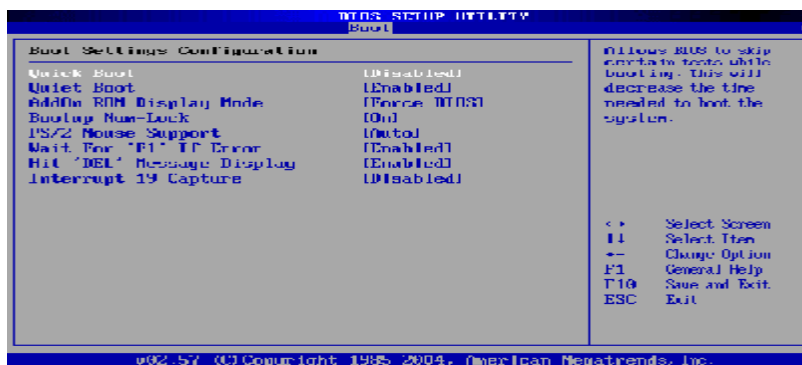 BIOS SETUP UTILITY
Boot
Boot Settings Configuration
Quick Boot [Disabled]
Quiet Boot [Enabled]
AddOn ROM Display Mode [Force BIOS]
Bootup Num-Lock [On]
PS/2 Mouse Support [Auto]
Wait For 'F1' If Error [Enabled]
Hit 'DEL' Message Display [Enabled]
Interrupt 19 Capture [Disabled]
Allows BIOS to skip
certain tests while
booting. This will
decrease the time
needed to boot the
system.
Select Screen
Select Item
+- Change Option
F1 General Help
F10 Save and Exit
ESC Exit
v02.57 (C)Copyright 1985-2004, American Megatrends, Inc.